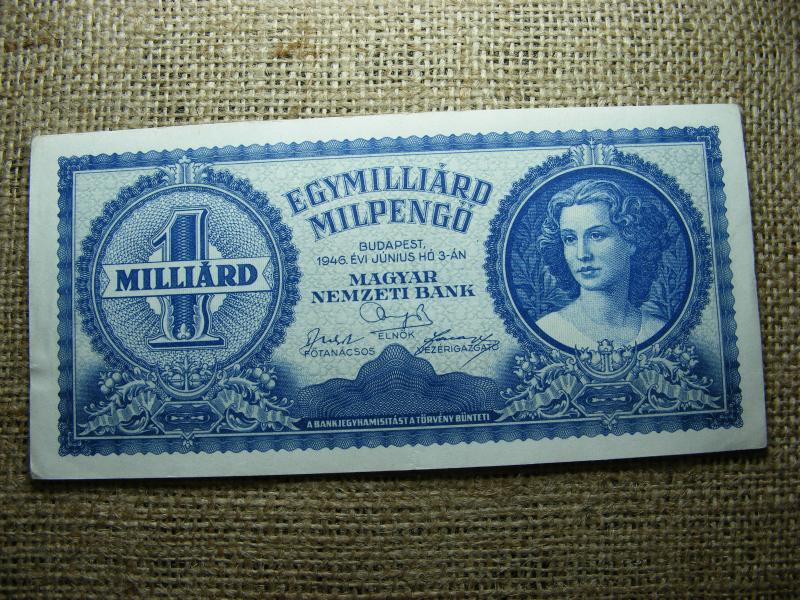 EGYMILLIÁRD
MILPENGŐ
1
MILLIÁRD
BUDAPEST,
1946. ÉVI JÚNIUS HÓ 3-ÁN
MAGYAR
NEMZETI BANK
ELNÖK
FŐTANÁCSOS VEZÉRIGAZGATÓ
A BANKJEGYHAMISITÁST A TÖRVÉNY BÜNTETI